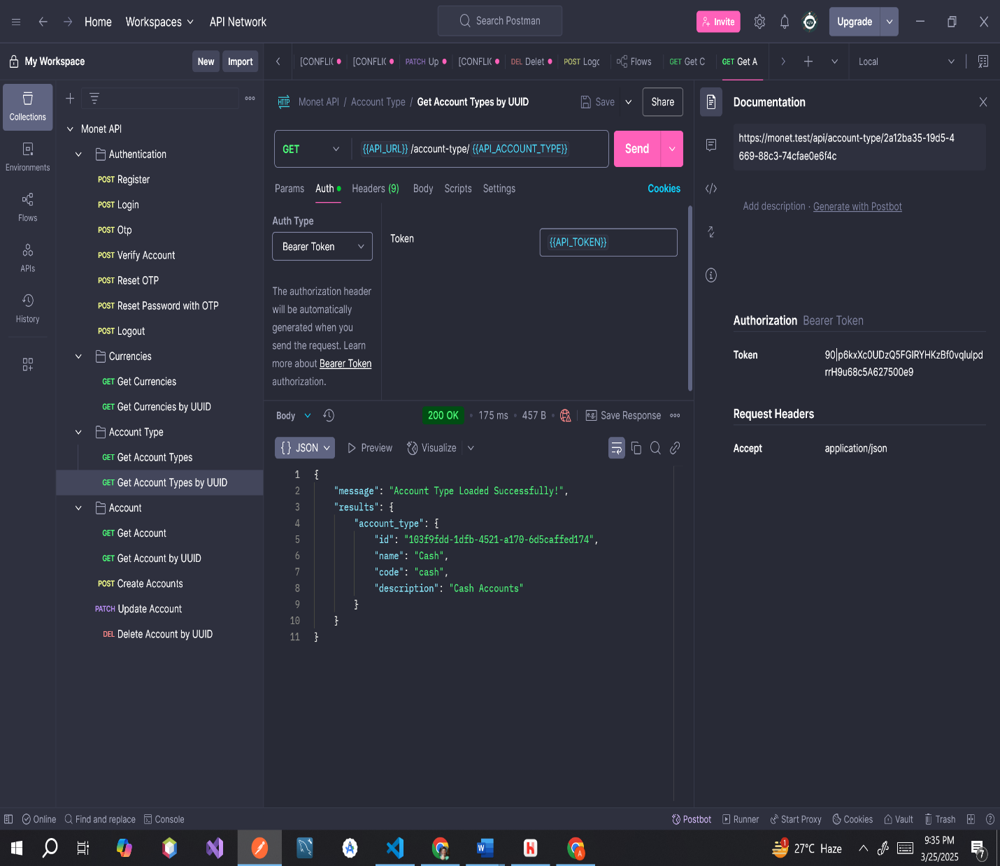 Home Workspaces API Network Search Postman Invite Upgrade
My Workspace New Import [CONFLI( [CONFLI( PATCH Up [CONFLI( DEL Delet POST Logc Flows GET Get C GET Get A Local
Collections
Environments
Flows
APIs
History
Monet API
Authentication
POST Register
POST Login
POST Otp
POST Verify Account
POST Reset OTP
POST Reset Password with OTP
POST Logout
Currencies
GET Get Currencies
GET Get Currencies by UUID
Account Type
GET Get Account Types
GET Get Account Types by UUID
Account
GET Get Account
GET Get Account by UUID
POST Create Accounts
PATCH Update Account
DEL Delete Account by UUID
HTTP Monet API / Account Type / Get Account Types by UUID Save Share
GET {{API_URL}} /account-type/ {{API_ACCOUNT_TYPE}} Send
Params Auth Headers (9) Body Scripts Settings Cookies
Auth Type
Bearer Token
The authorization header
will be automatically
generated when you
send the request. Learn
more about Bearer Token
authorization.
Token {{API_TOKEN}}
Body 200 OK • 175 ms • 457 B • e.g. Save Response
{} JSON Preview Visualize
1 {
2 "message": "Account Type Loaded Successfully!",
3 "results": {
4 "account_type": {
5 "id": "103f9fdd-1dfb-4521-a170-6d5caffed174",
6 "name": "Cash",
7 "code": "cash",
8 "description": "Cash Accounts"
9 }
10 }
11 }
Documentation
https://monet.test/api/account-type/2a12ba35-19d5-4
669-88c3-74cfae0e6f4c
Add description · Generate with Postbot
Authorization Bearer Token
Token 90|p6kxXc0UDzQ5FGIRYHKzBf0vqIulpd
rrH9u68c5A627500e9
Request Headers
Accept application/json
Online Find and replace Console Postbot Runner Start Proxy Cookies Vault Trash
1 27°C Haze 9:35 PM
3/25/2025
7